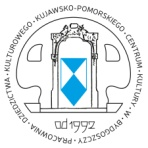 PRACOWNIA · DZIEDZICTWA · KULTUROWEGO · KUJAWSKO-POMORSKIEGO · CENTRUM · KULTURY · W · BYDGOSZCZY ·
od 1992